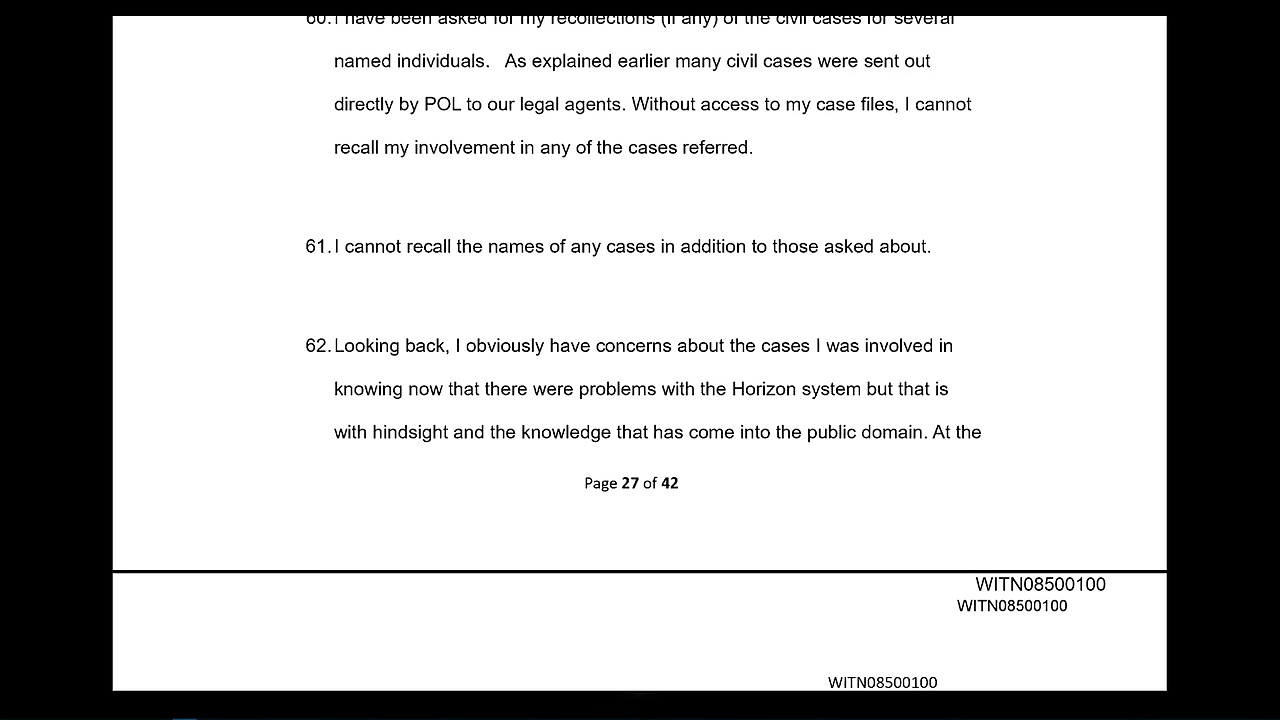 60. I have been asked for my recollections (if any) of the civil cases for several
named individuals. As explained earlier many civil cases were sent out
directly by POL to our legal agents. Without access to my case files, I cannot
recall my involvement in any of the cases referred.
61. I cannot recall the names of any cases in addition to those asked about.
62. Looking back, I obviously have concerns about the cases I was involved in
knowing now that there were problems with the Horizon system but that is
with hindsight and the knowledge that has come into the public domain. At the
Page 27 of 42
WITN08500100
WITN08500100
WITN08500100